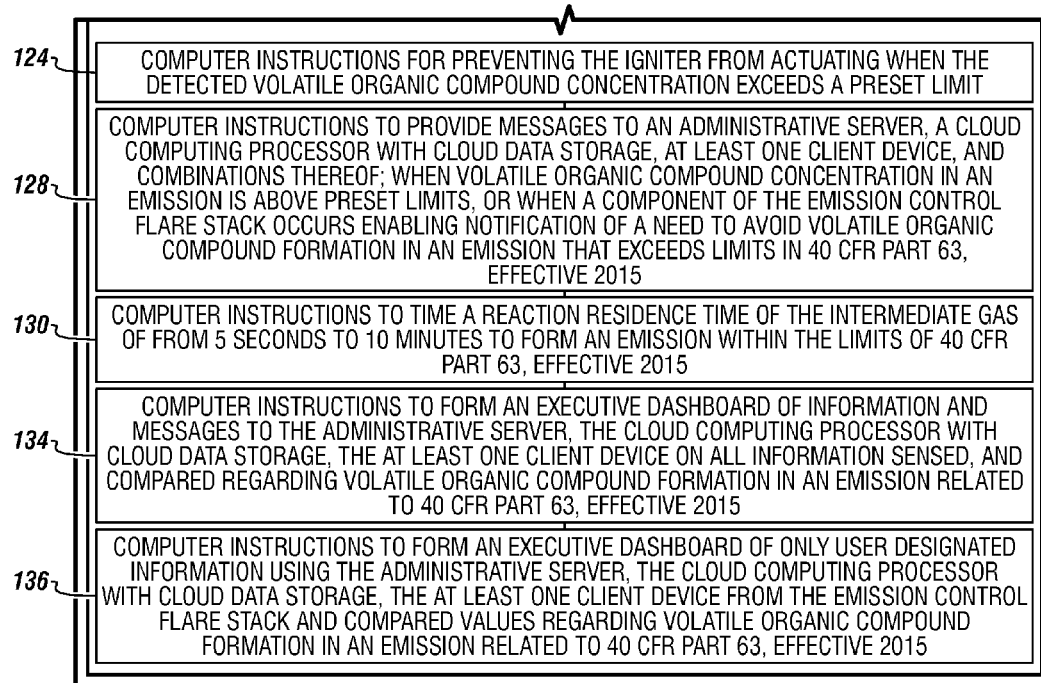 124 COMPUTER INSTRUCTIONS FOR PREVENTING THE IGNITER FROM ACTUATING WHEN THE
DETECTED VOLATILE ORGANIC COMPOUND CONCENTRATION EXCEEDS A PRESET LIMIT
COMPUTER INSTRUCTIONS TO PROVIDE MESSAGES TO AN ADMINISTRATIVE SERVER, A CLOUD
COMPUTING PROCESSOR WITH CLOUD DATA STORAGE, AT LEAST ONE CLIENT DEVICE, AND
128 COMBINATIONS THEREOF; WHEN VOLATILE ORGANIC COMPOUND CONCENTRATION IN AN
EMISSION IS ABOVE PRESET LIMITS, OR WHEN A COMPONENT OF THE EMISSION CONTROL
FLARE STACK OCCURS ENABLING NOTIFICATION OF A NEED TO AVOID VOLATILE ORGANIC
COMPOUND FORMATION IN AN EMISSION THAT EXCEEDS LIMITS IN 40 CFR PART 63,
EFFECTIVE 2015
130 COMPUTER INSTRUCTIONS TO TIME A REACTION RESIDENCE TIME OF THE INTERMEDIATE GAS
OF FROM 5 SECONDS TO 10 MINUTES TO FORM AN EMISSION WITHIN THE LIMITS OF 40 CFR
PART 63, EFFECTIVE 2015
COMPUTER INSTRUCTIONS TO FORM AN EXECUTIVE DASHBOARD OF INFORMATION AND
134 MESSAGES TO THE ADMINISTRATIVE SERVER, THE CLOUD COMPUTING PROCESSOR WITH
CLOUD DATA STORAGE, THE AT LEAST ONE CLIENT DEVICE ON ALL INFORMATION SENSED, AND
COMPARED REGARDING VOLATILE ORGANIC COMPOUND FORMATION IN AN EMISSION RELATED
TO 40 CFR PART 63, EFFECTIVE 2015
COMPUTER INSTRUCTIONS TO FORM AN EXECUTIVE DASHBOARD OF ONLY USER DESIGNATED
136 INFORMATION USING THE ADMINISTRATIVE SERVER, THE CLOUD COMPUTING PROCESSOR
WITH CLOUD DATA STORAGE, THE AT LEAST ONE CLIENT DEVICE FROM THE EMISSION CONTROL
FLARE STACK AND COMPARED VALUES REGARDING VOLATILE ORGANIC COMPOUND
FORMATION IN AN EMISSION RELATED TO 40 CFR PART 63, EFFECTIVE 2015